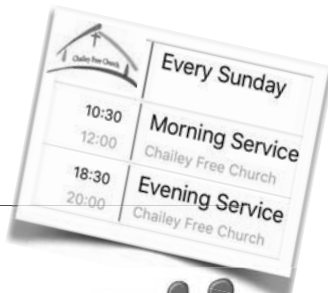 Chailey Free Church
Every Sunday
10:30 Morning Service
12:00 Chailey Free Church
18:30 Evening Service
20:00 Chailey Free Church